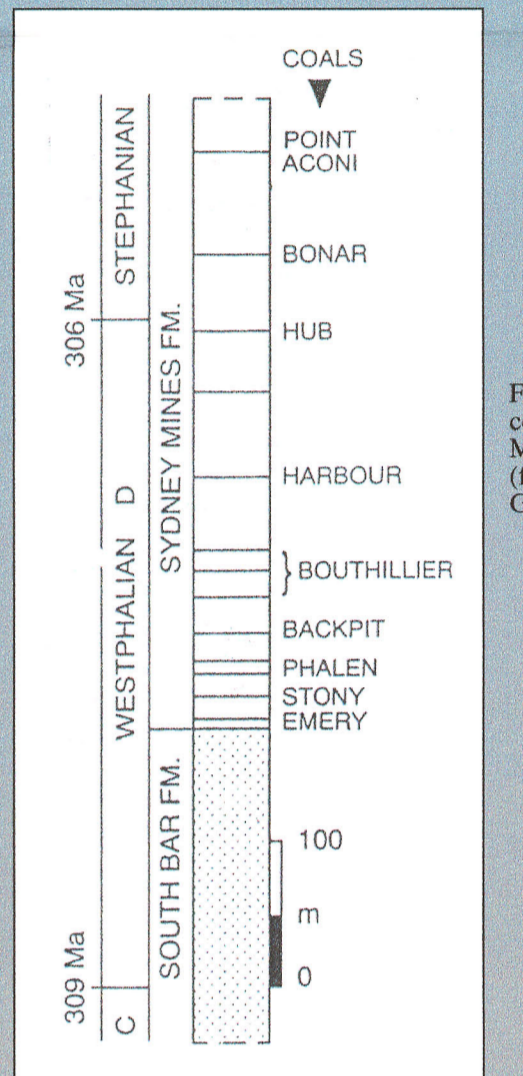 COALS
POINT
ACONI
BONAR
HUB
HARBOUR
BOUTHILLIER
BACKPIT
PHALEN
STONY
EMERY
100
m
0
STEPHANIAN
306 Ma
WESTPHALIAN D
309 Ma
C
SYDNEY MINES FM.
SOUTH BAR FM.
F
c
M
(f
C